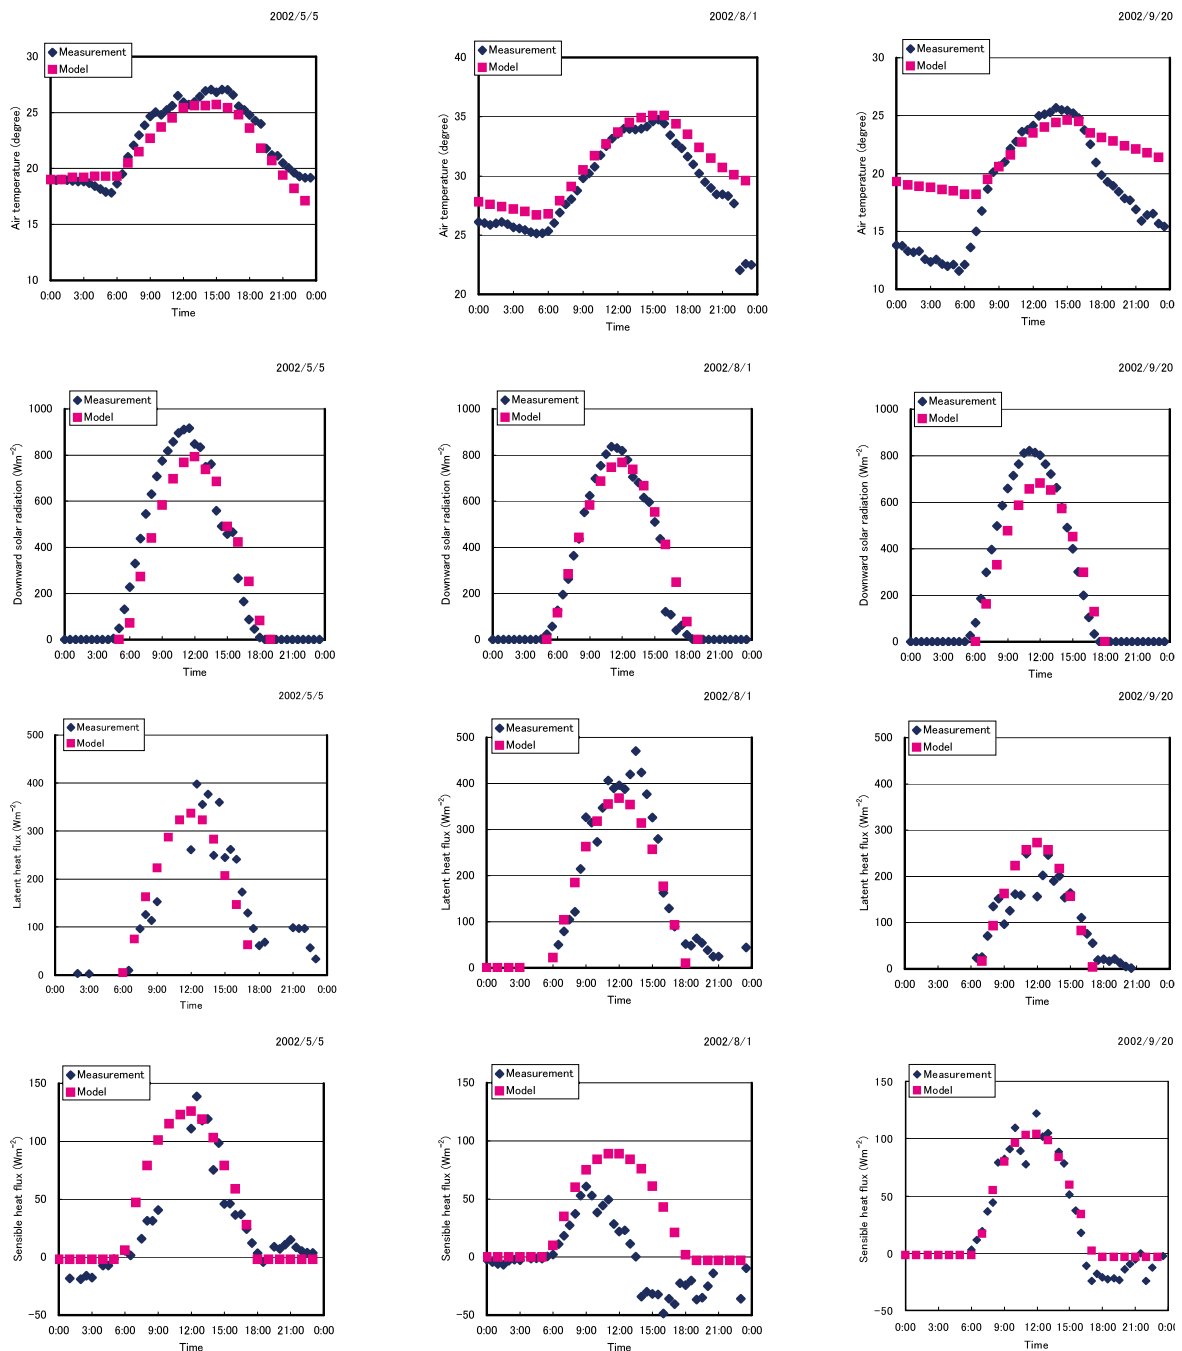 2002/5/5
2002/8/1
2002/9/20
Measurement
Model
30
25
20
15
10
Air temperature (degree)
0:00 3:00 6:00 9:00 12:00 15:00 18:00 21:00 0:00
Time
Measurement
Model
40
35
30
25
20
Air temperature (degree)
0:00 3:00 6:00 9:00 12:00 15:00 18:00 21:00 0:00
Time
Measurement
Model
30
25
20
15
10
Air temperature (degree)
0:00 3:00 6:00 9:00 12:00 15:00 18:00 21:00 0:00
Time
2002/5/5
2002/8/1
2002/9/20
Measurement
Model
1000
800
600
400
200
0
Downward solar radiation (Wm⁻²)
0:00 3:00 6:00 9:00 12:00 15:00 18:00 21:00 0:00
Time
Measurement
Model
1000
800
600
400
200
0
Downward solar radiation (Wm⁻²)
0:00 3:00 6:00 9:00 12:00 15:00 18:00 21:00 0:00
Time
Measurement
Model
1000
800
600
400
200
0
Downward solar radiation (Wm⁻²)
0:00 3:00 6:00 9:00 12:00 15:00 18:00 21:00 0:00
Time
2002/5/5
2002/8/1
2002/9/20
Measurement
Model
500
400
300
200
100
0
Latent heat flux (Wm⁻²)
0:00 3:00 6:00 9:00 12:00 15:00 18:00 21:00 0:00
Time
Measurement
Model
500
400
300
200
100
0
Latent heat flux (Wm⁻²)
0:00 3:00 6:00 9:00 12:00 15:00 18:00 21:00 0:00
Time
Measurement
Model
500
400
300
200
100
0
Latent heat flux (Wm⁻²)
0:00 3:00 6:00 9:00 12:00 15:00 18:00 21:00 0:00
Time
2002/5/5
2002/8/1
2002/9/20
Measurement
Model
150
100
50
0
-50
Sensible heat flux (Wm⁻²)
0:00 3:00 6:00 9:00 12:00 15:00 18:00 21:00 0:00
Time
Measurement
Model
150
100
50
0
-50
Sensible heat flux (Wm⁻²)
0:00 3:00 6:00 9:00 12:00 15:00 18:00 21:00 0:00
Time
Measurement
Model
150
100
50
0
-50
Sensible heat flux (Wm⁻²)
0:00 3:00 6:00 9:00 12:00 15:00 18:00 21:00 0:00
Time